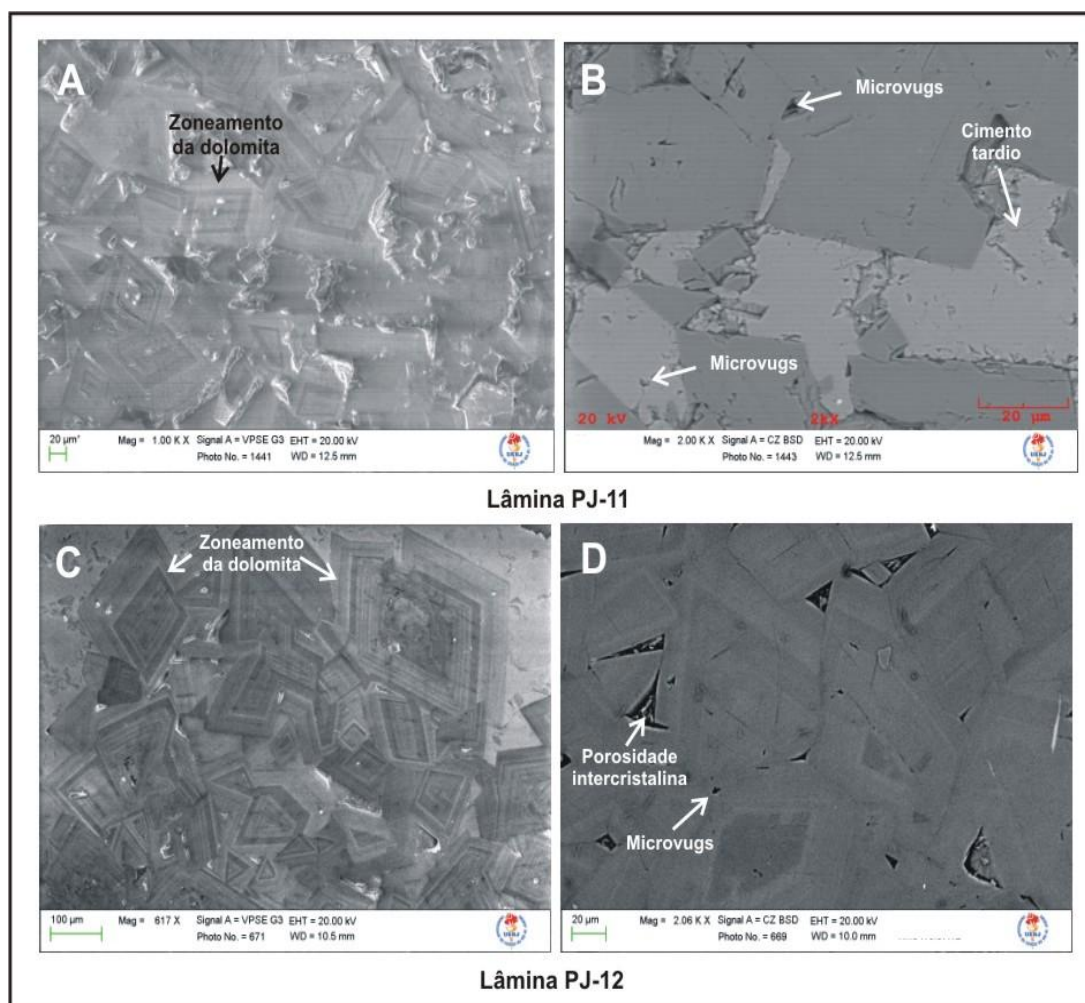 A
Zoneamento
da dolomita
20 µm*
Mag = 1.00 K X Signal A = VPSE G3 EHT = 20.00 kV
Photo No. = 1441 WD = 12.5 mm
B
Microvugs
Cimento
tardio
Microvugs
20 kV 2kX 20 µm
Mag = 2.00 K X Signal A = CZ BSD EHT = 20.00 kV
Photo No. = 1443 WD = 12.5 mm
Lâmina PJ-11
C
Zoneamento
da dolomita
100 µm
Mag = 617 X Signal A = VPSE G3 EHT = 20.00 kV
Photo No. = 671 WD = 10.5 mm
D
Porosidade
intercristalina
Microvugs
20 µm
Mag = 2.06 K X Signal A = CZ BSD EHT = 20.00 kV
Photo No. = 669 WD = 10.0 mm
Lâmina PJ-12